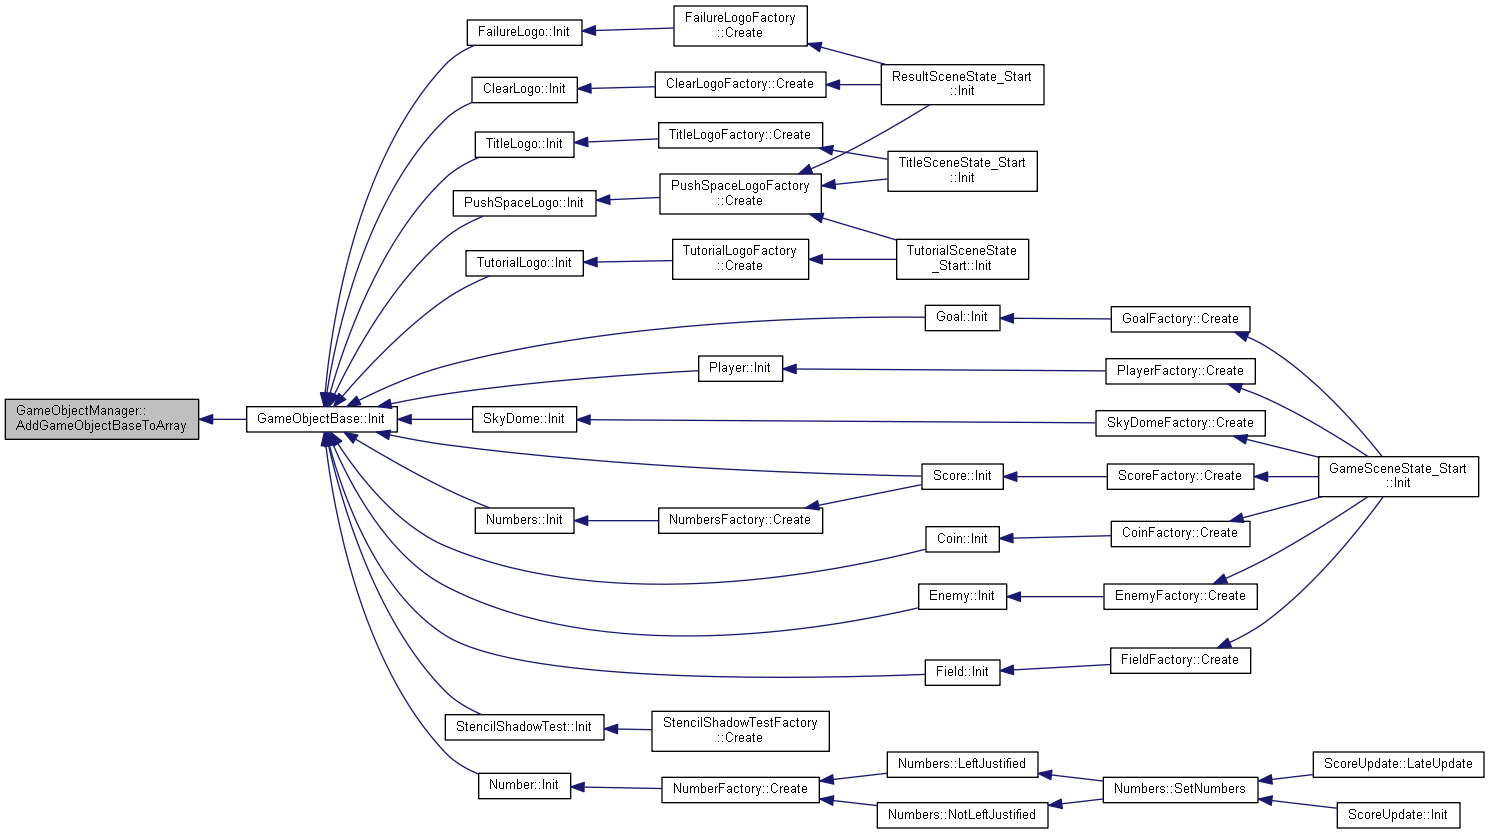 GameObjectManager::
AddGameObjectBaseToArray
GameObjectBase::Init
FailureLogo::Init
FailureLogoFactory
::Create
ClearLogo::Init
ClearLogoFactory::Create
ResultSceneState_Start
::Init
TitleLogo::Init
TitleLogoFactory::Create
TitleSceneState_Start
::Init
PushSpaceLogo::Init
PushSpaceLogoFactory
::Create
TutorialLogo::Init
TutorialLogoFactory
::Create
TutorialSceneState
_Start::Init
Goal::Init
GoalFactory::Create
Player::Init
PlayerFactory::Create
SkyDome::Init
SkyDomeFactory::Create
Score::Init
ScoreFactory::Create
GameSceneState_Start
::Init
Numbers::Init
NumbersFactory::Create
Coin::Init
CoinFactory::Create
Enemy::Init
EnemyFactory::Create
Field::Init
FieldFactory::Create
StencilShadowTest::Init
StencilShadowTestFactory
::Create
Number::Init
NumberFactory::Create
Numbers::LeftJustified
Numbers::NotLeftJustified
Numbers::SetNumbers
ScoreUpdate::LateUpdate
ScoreUpdate::Init